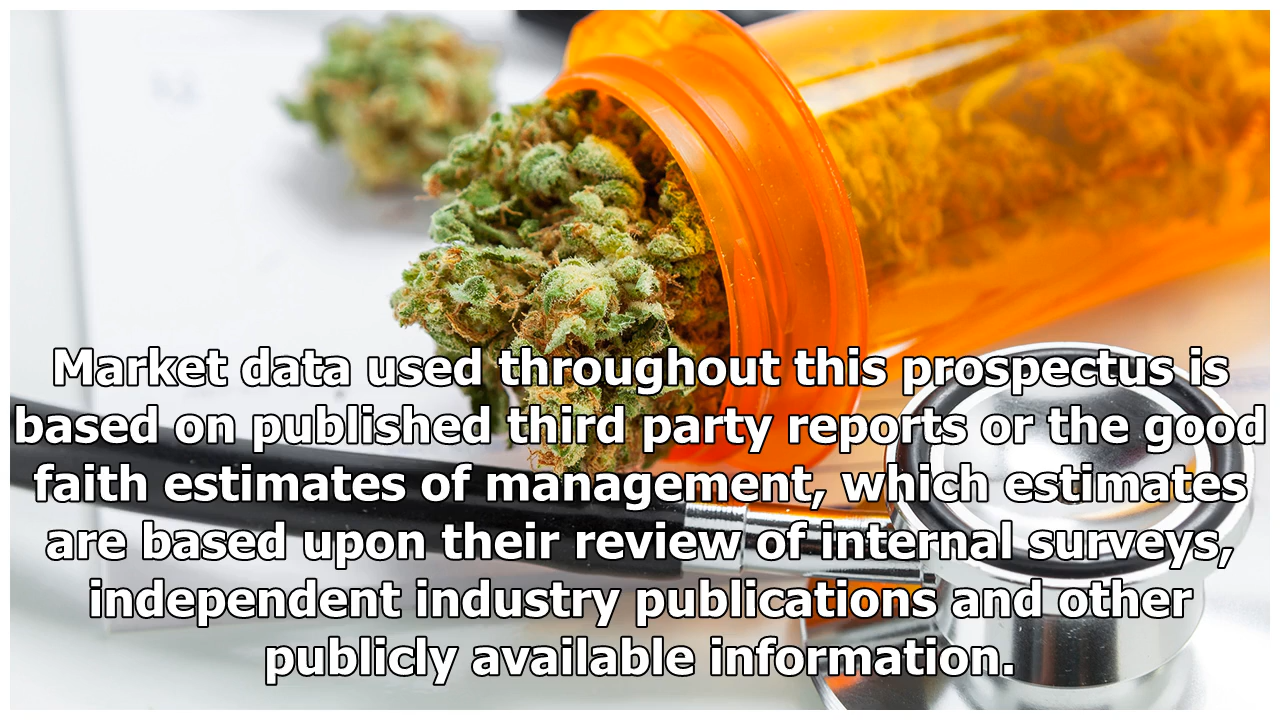 Market data used throughout this prospectus is
based on published third party reports or the good
faith estimates of management, which estimates
are based upon their review of internal surveys,
independent industry publications and other
publicly available information.